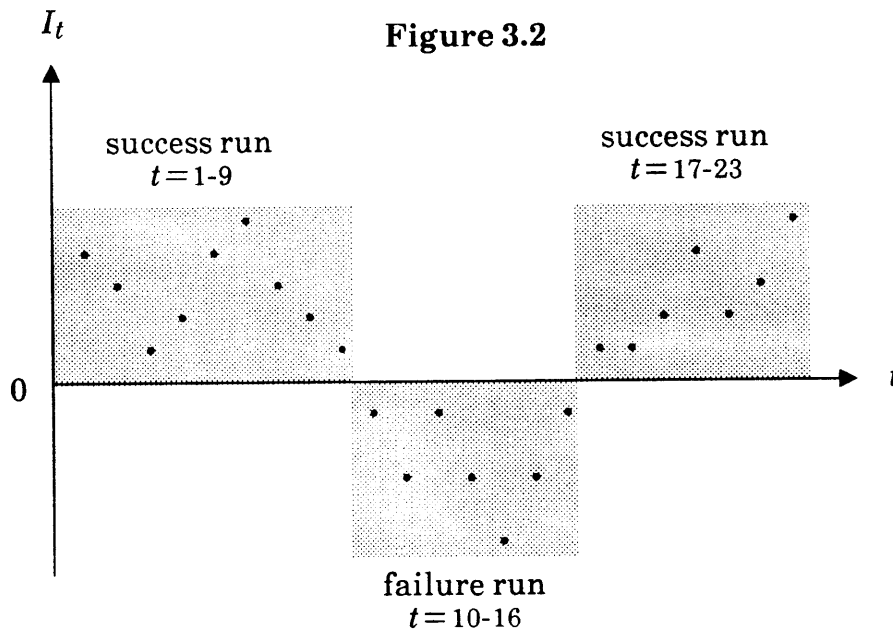 I_t
Figure 3.2
success run
t = 1-9
success run
t = 17-23
0
t
failure run
t = 10-16